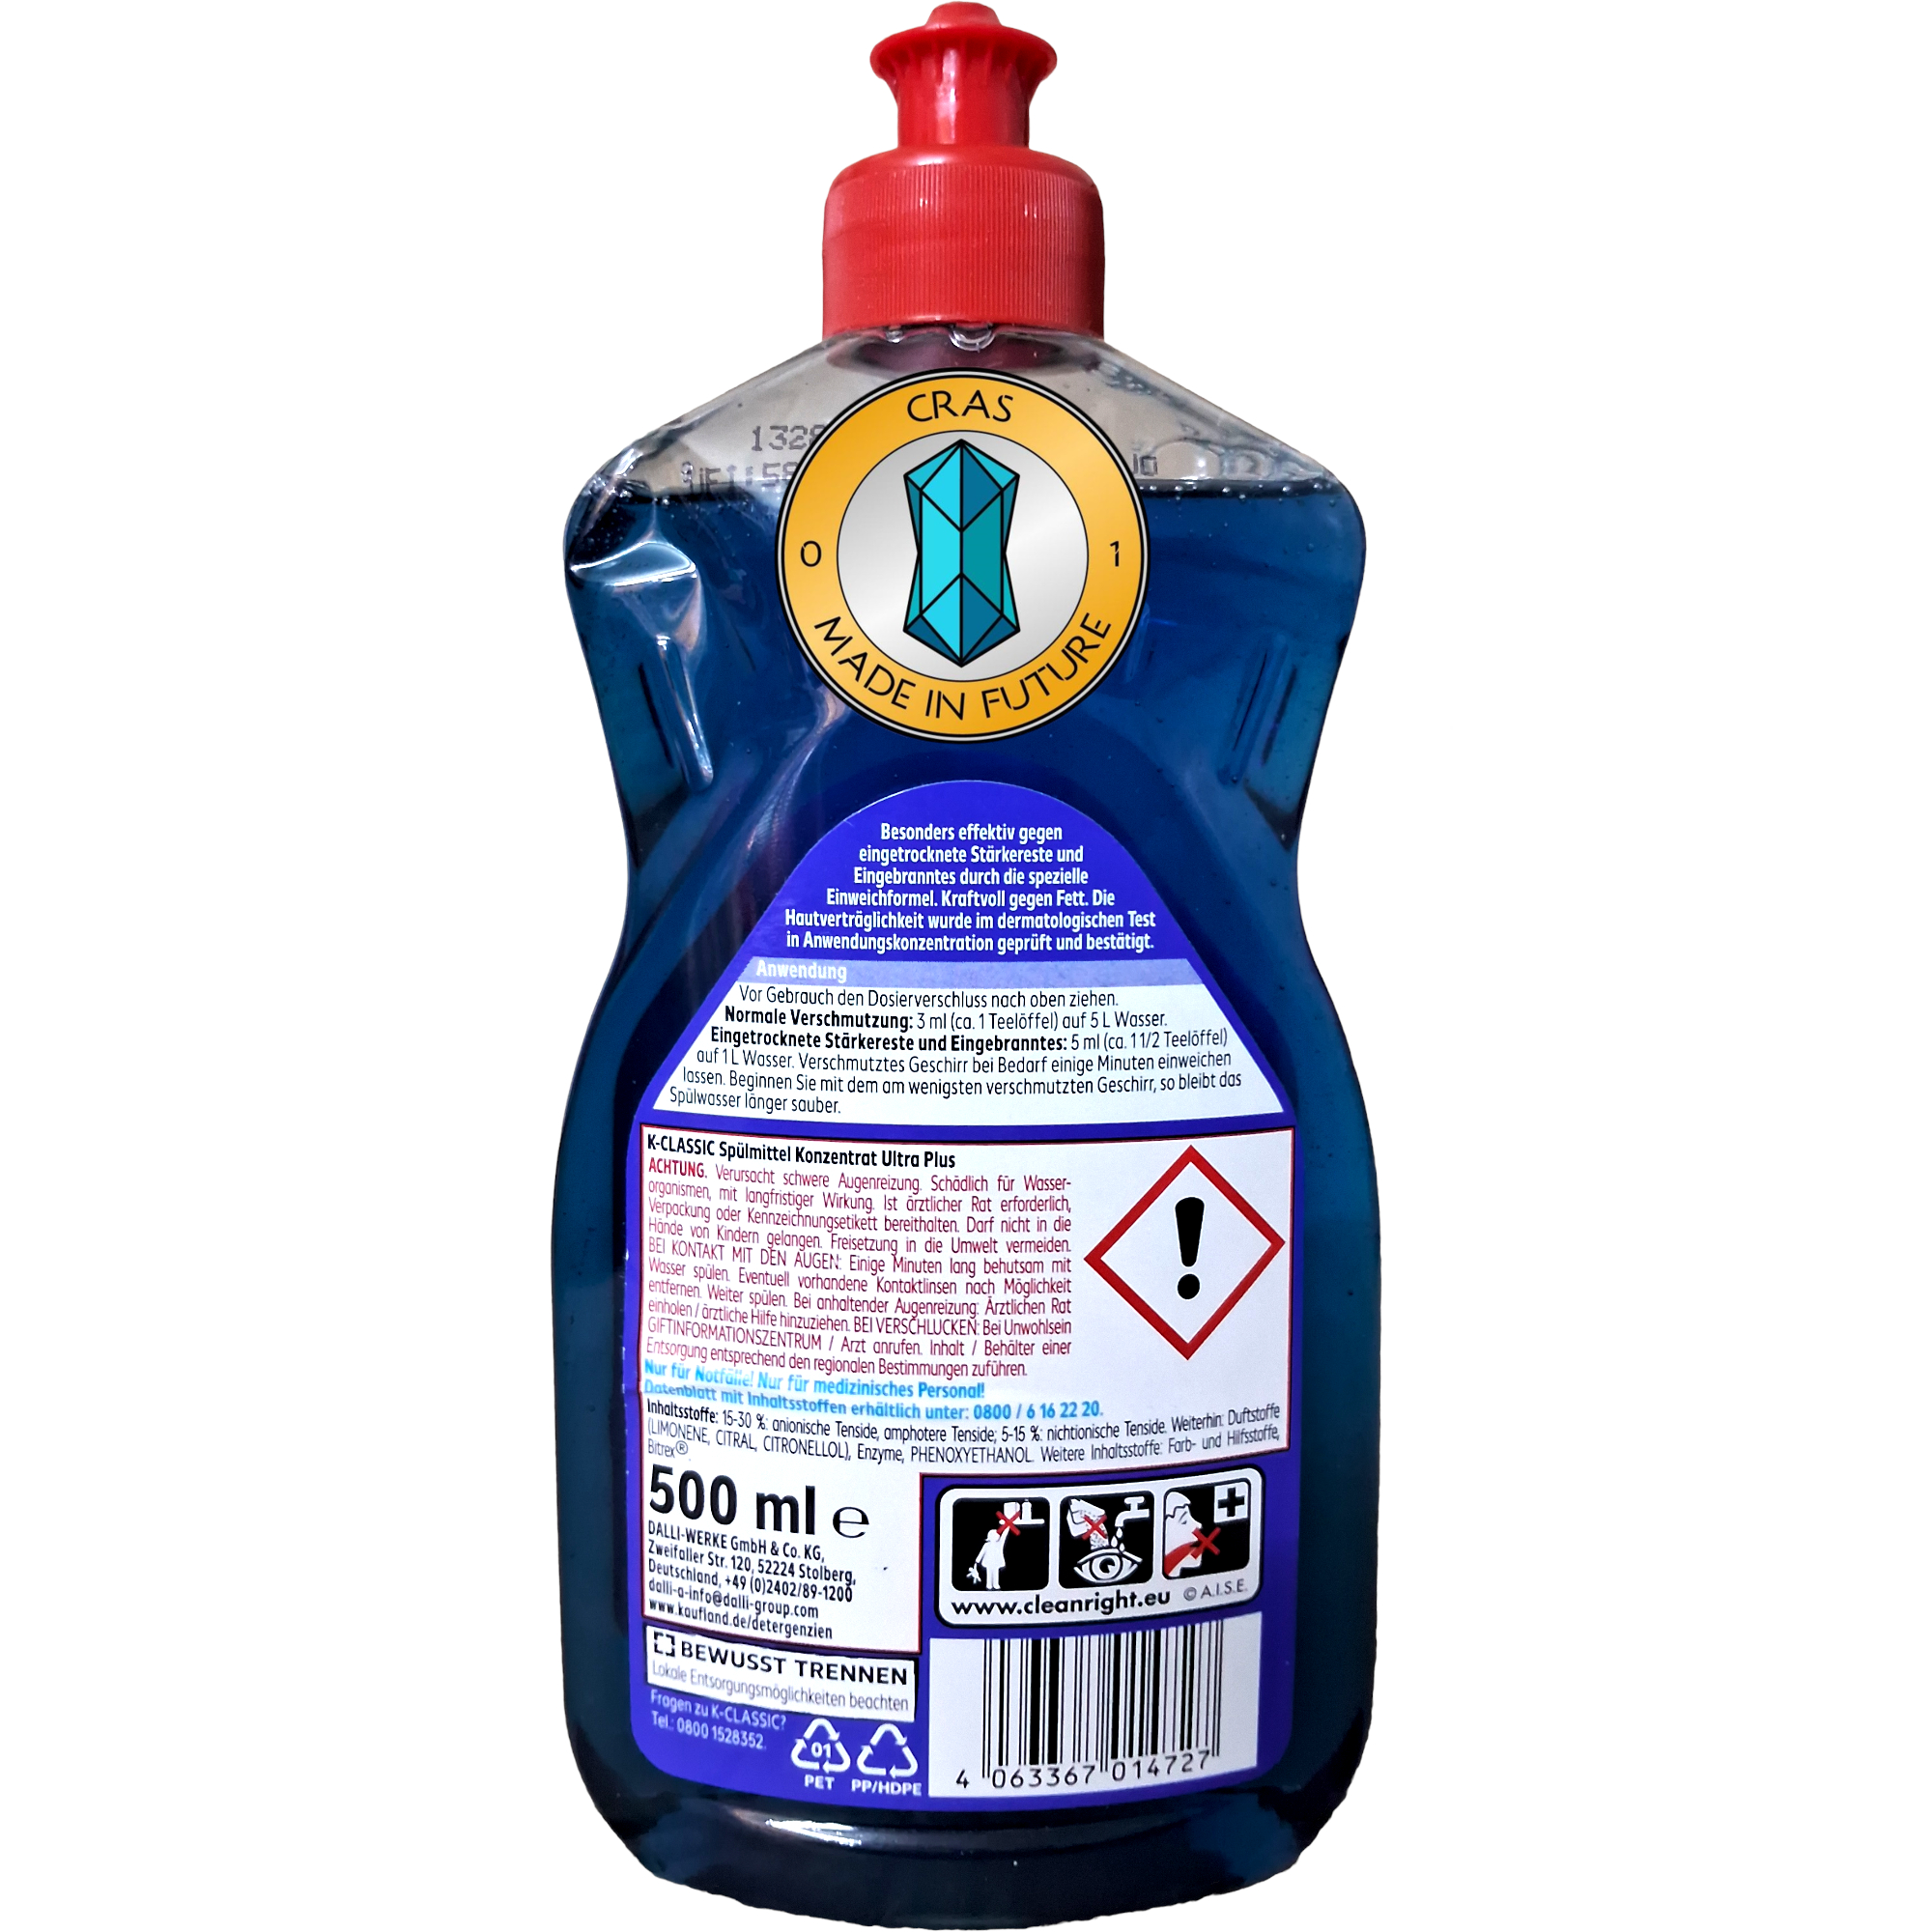 CRAS
0 1
MADE IN FUTURE
Besonders effektiv gegen
eingetrocknete Stärkereste und
Eingebranntes durch die spezielle
Einweichformel. Kraftvoll gegen Fett. Die
Hautverträglichkeit wurde im dermatologischen Test
in Anwendungskonzentration geprüft und bestätigt.
Anwendung
Vor Gebrauch den Dosierverschluss nach oben ziehen.
Normale Verschmutzung: 3 ml (ca. 1 Teelöffel) auf 5 L Wasser.
Eingetrocknete Stärkereste und Eingebranntes: 5 ml (ca. 1 1/2 Teelöffel)
auf 1 L Wasser. Verschmutztes Geschirr bei Bedarf einige Minuten einweichen
lassen. Beginnen Sie mit dem am wenigsten verschmutzten Geschirr, so bleibt das
Spülwasser länger sauber.
K-CLASSIC Spülmittel Konzentrat Ultra Plus
ACHTUNG. Verursacht schwere Augenreizung. Schädlich für Wasser-
organismen, mit langfristiger Wirkung. Ist ärztlicher Rat erforderlich,
Verpackung oder Kennzeichnungsetikett bereithalten. Darf nicht in die
Hände von Kindern gelangen. Freisetzung in die Umwelt vermeiden.
BEI KONTAKT MIT DEN AUGEN: Einige Minuten lang behutsam mit
Wasser spülen. Eventuell vorhandene Kontaktlinsen nach Möglichkeit
entfernen. Weiter spülen. Bei anhaltender Augenreizung: Ärztlichen Rat
einholen / ärztliche Hilfe hinzuziehen. BEI VERSCHLUCKEN: Bei Unwohlsein
GIFTINFORMATIONSZENTRUM / Arzt anrufen. Inhalt / Behälter einer
Entsorgung entsprechend den regionalen Bestimmungen zuführen.
Nur für Notfälle! Nur für medizinisches Personal!
Datenblatt mit Inhaltsstoffen erhältlich unter: 0800 / 6 16 22 20.
Inhaltsstoffe: 15-30 %: anionische Tenside, amphotere Tenside; 5-15 %: nichtionische Tenside. Weiterhin: Duftstoffe
(LIMONENE, CITRAL, CITRONELLOL), Enzyme, PHENOXYETHANOL. Weitere Inhaltsstoffe: Farb- und Hilfsstoffe,
Bitrex®
500 ml e
DALLI-WERKE GmbH & Co. KG,
Zweifaller Str. 120, 52224 Stolberg,
Deutschland, +49 (0)2402/89-1200
dalli-a-info@dalli-group.com
www.kaufland.de/detergenzien
www.cleanright.eu © A.I.S.E.
BEWUSST TRENNEN
Lokale Entsorgungsmöglichkeiten beachten
Fragen zu K-CLASSIC?
Tel.: 0800 1528352.
01
PET PP/HDPE
4 063367 014727